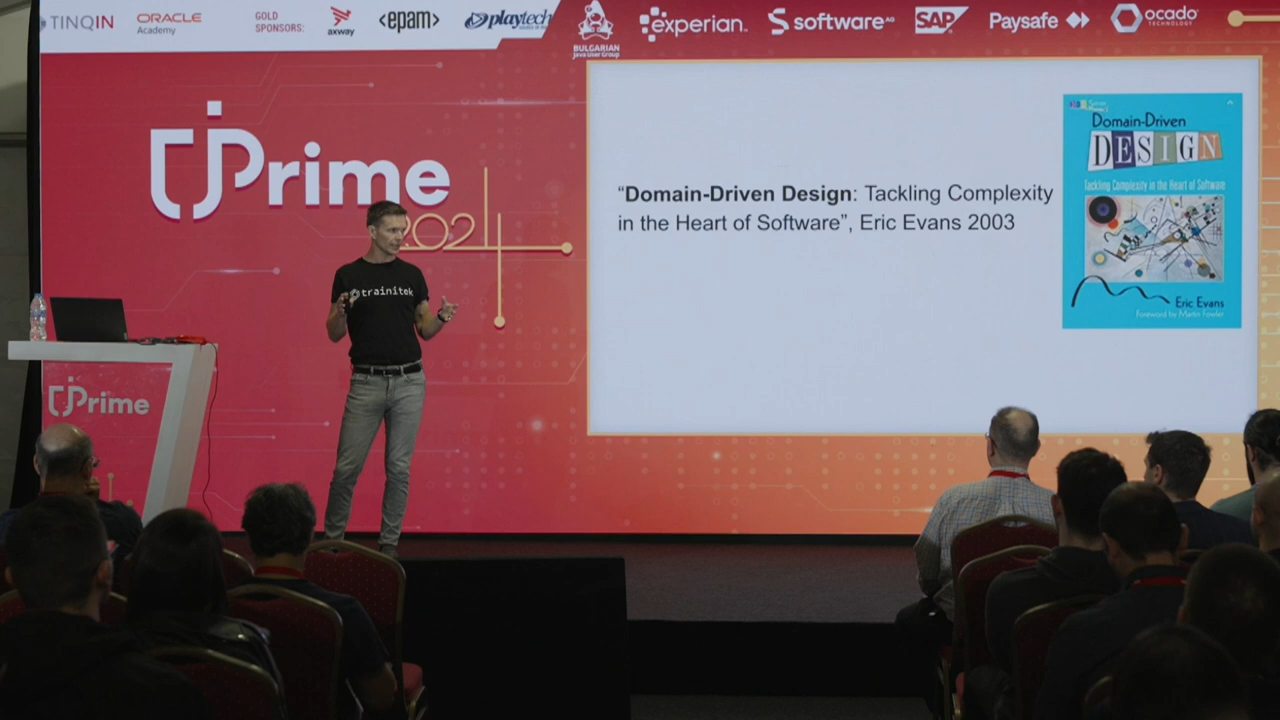 TINQIN
ORACLE
Academy
GOLD
SPONSORS:
axway
<epam>
playtech
BULGARIAN
Java User Group
experian.
software AG
SAP
Paysafe
ocado
TECHNOLOGY
jPrime
2024
trainitek
jPrime
“Domain-Driven Design: Tackling Complexity
in the Heart of Software”, Eric Evans 2003
Domain-Driven
DESIGN
Tackling Complexity in the Heart of Software
Eric Evans
Foreword by Martin Fowler